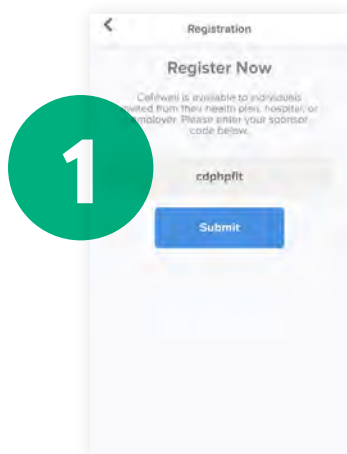 Registration
Register Now
CafeWell is available to individuals
invited from their health plan, hospital, or
employer. Please enter your sponsor
code below.
1
cdphpfit
Submit